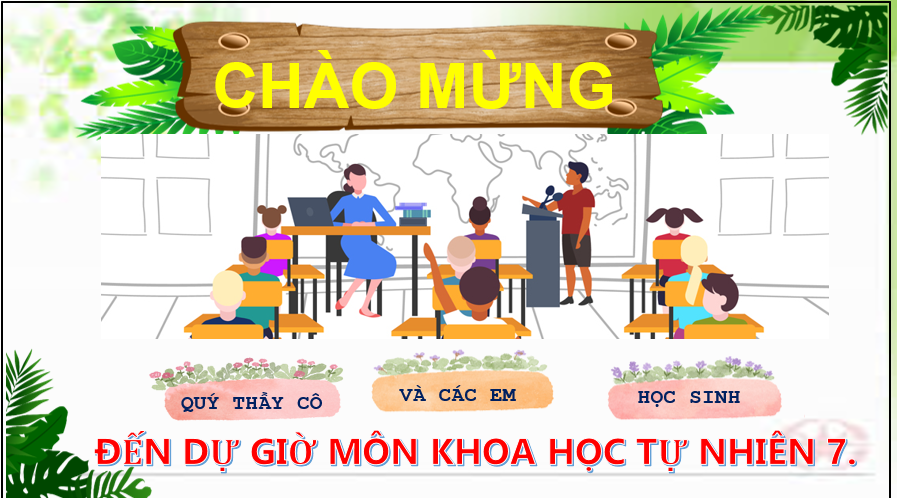 CHÀO MỪNG
QUÝ THẦY CÔ
VÀ CÁC EM
HỌC SINH
ĐẾN DỰ GIỜ MÔN KHOA HỌC TỰ NHIÊN 7.